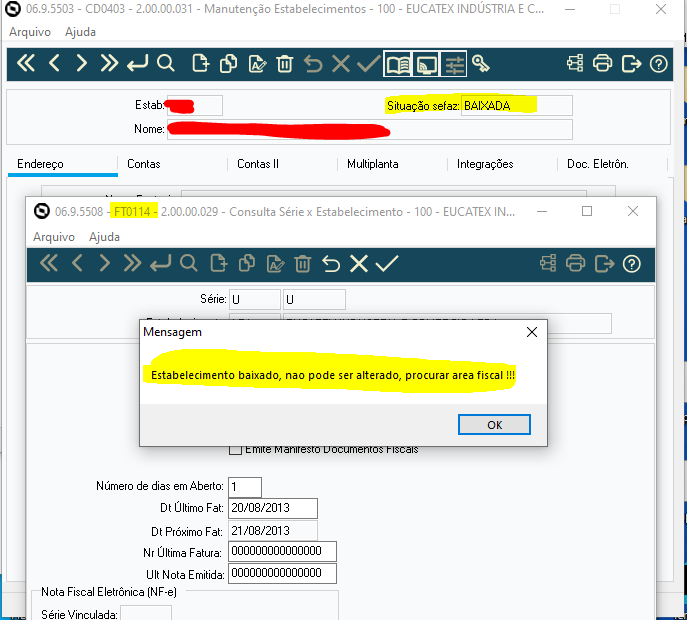 06.9.5503 - CD0403 - 2.00.00.031 - Manutenção Estabelecimentos - 100 - EUCATEX INDÚSTRIA E C...
Arquivo Ajuda
Estab:
Situação sefaz: BAIXADA
Nome:
Endereço Contas Contas II Multiplanta Integrações Doc. Eletrôn.
06.9.5508 - FT0114 - 2.00.00.029 - Consulta Série x Estabelecimento - 100 - EUCATEX IN...
Arquivo Ajuda
Série: U U
Mensagem
Estabelecimento baixado, nao pode ser alterado, procurar area fiscal !!!
OK
Emite Manifesto Documentos Fiscais
Número de dias em Aberto: 1
Dt Último Fat: 20/08/2013
Dt Próximo Fat: 21/08/2013
Nr Última Fatura: 000000000000000
Ult Nota Emitida: 000000000000000
Nota Fiscal Eletrônica (NF-e)
Série Vinculada: